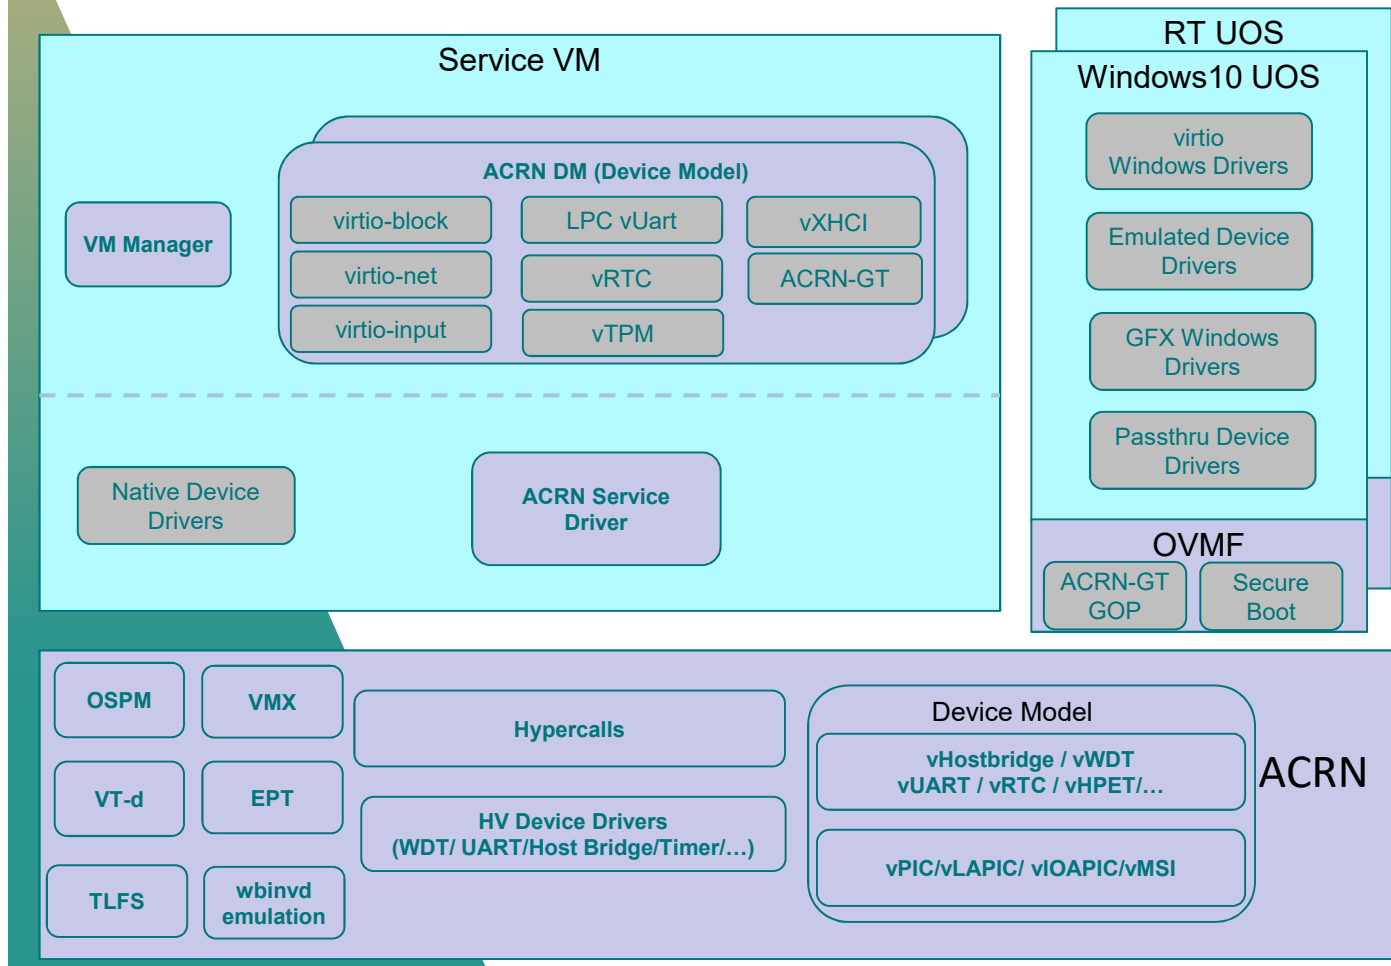 Service VM
ACRN DM (Device Model)
virtio-block
LPC vUart
vXHCI
VM Manager
virtio-net
vRTC
ACRN-GT
virtio-input
vTPM
Native Device
Drivers
ACRN Service
Driver
RT UOS
Windows10 UOS
virtio
Windows Drivers
Emulated Device
Drivers
GFX Windows
Drivers
Passthru Device
Drivers
OVMF
ACRN-GT
GOP
Secure
Boot
OSPM
VMX
VT-d
EPT
TLFS
wbinvd
emulation
Hypercalls
HV Device Drivers
(WDT/ UART/Host Bridge/Timer/…)
Device Model
vHostbridge / vWDT
vUART / vRTC / vHPET/…
vPIC/vLAPIC/ vIOAPIC/vMSI
ACRN